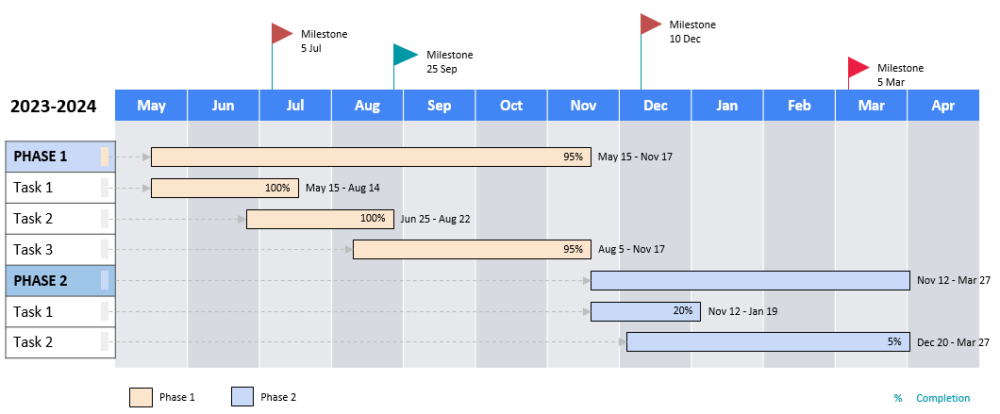 Milestone
5 Jul
Milestone
25 Sep
Milestone
10 Dec
Milestone
5 Mar
2023-2024 May Jun Jul Aug Sep Oct Nov Dec Jan Feb Mar Apr
PHASE 1 95% May 15 - Nov 17
Task 1 100% May 15 - Aug 14
Task 2 100% Jun 25 - Aug 22
Task 3 95% Aug 5 - Nov 17
PHASE 2 Nov 12 - Mar 27
Task 1 20% Nov 12 - Jan 19
Task 2 5% Dec 20 - Mar 27
Phase 1 Phase 2 % Completion